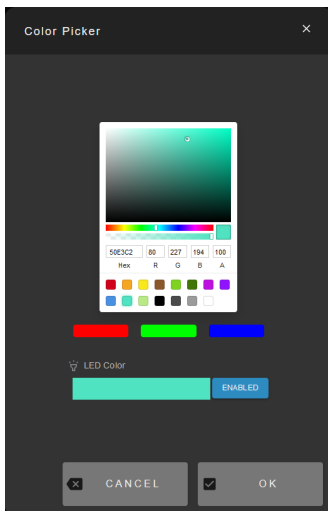 Color Picker
50E3C2 80 227 194 100
Hex R G B A
LED Color
ENABLED
CANCEL OK